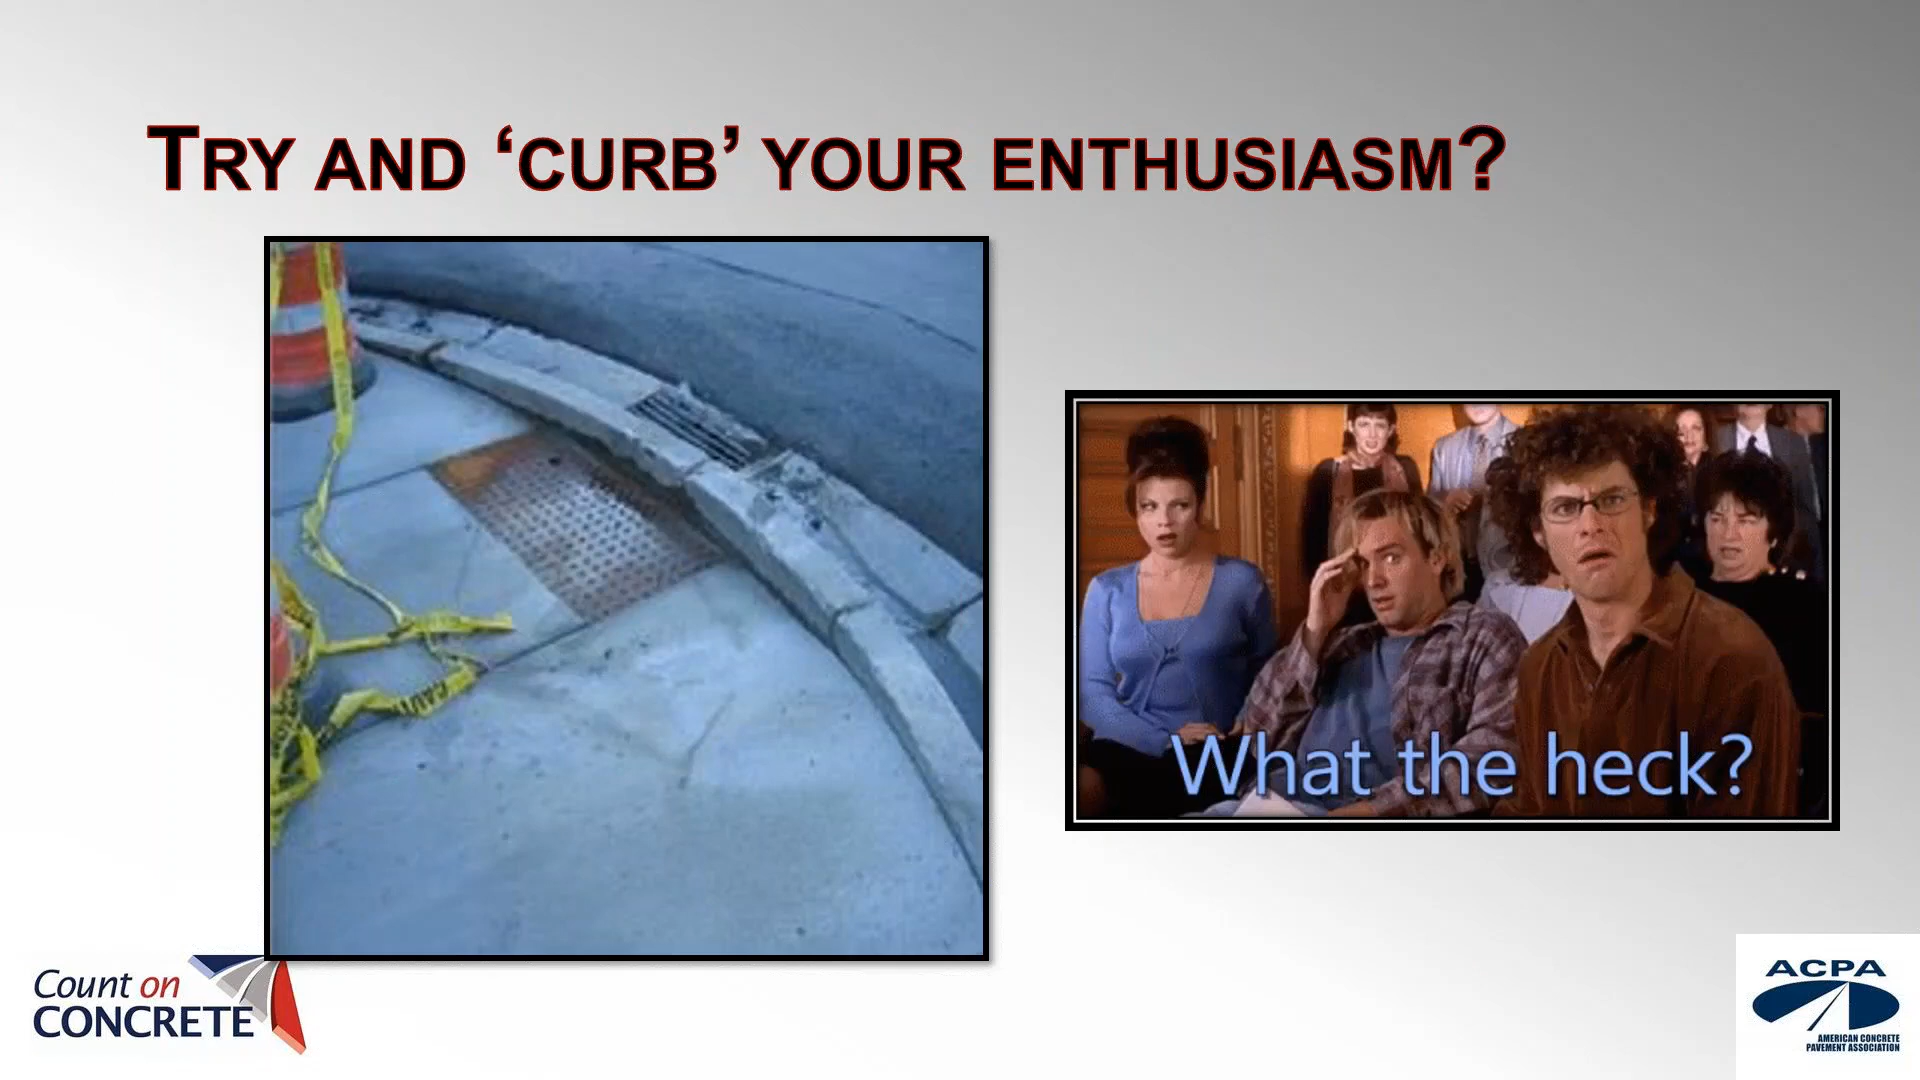 TRY AND ‘CURB’ YOUR ENTHUSIASM?
What the heck?
Count on
CONCRETE
ACPA
AMERICAN CONCRETE
PAVEMENT ASSOCIATION